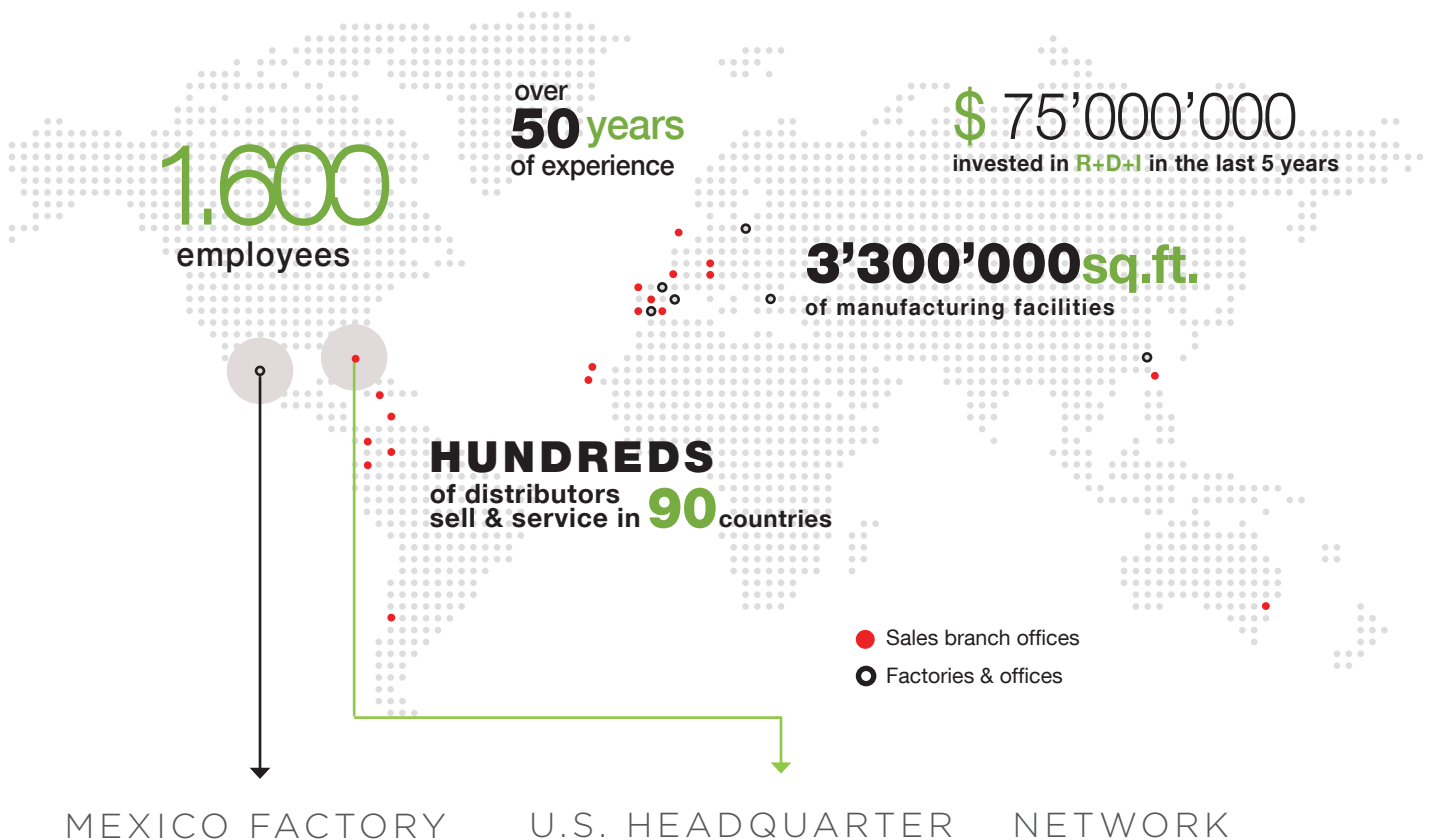 over
50 years
of experience
$ 75’000’000
invested in R+D+I in the last 5 years
1.600
employees
3’300’000sq.ft.
of manufacturing facilities
HUNDREDS
of distributors
sell & service in 90 countries
Sales branch offices
Factories & offices
MEXICO FACTORY
U.S. HEADQUARTER
NETWORK